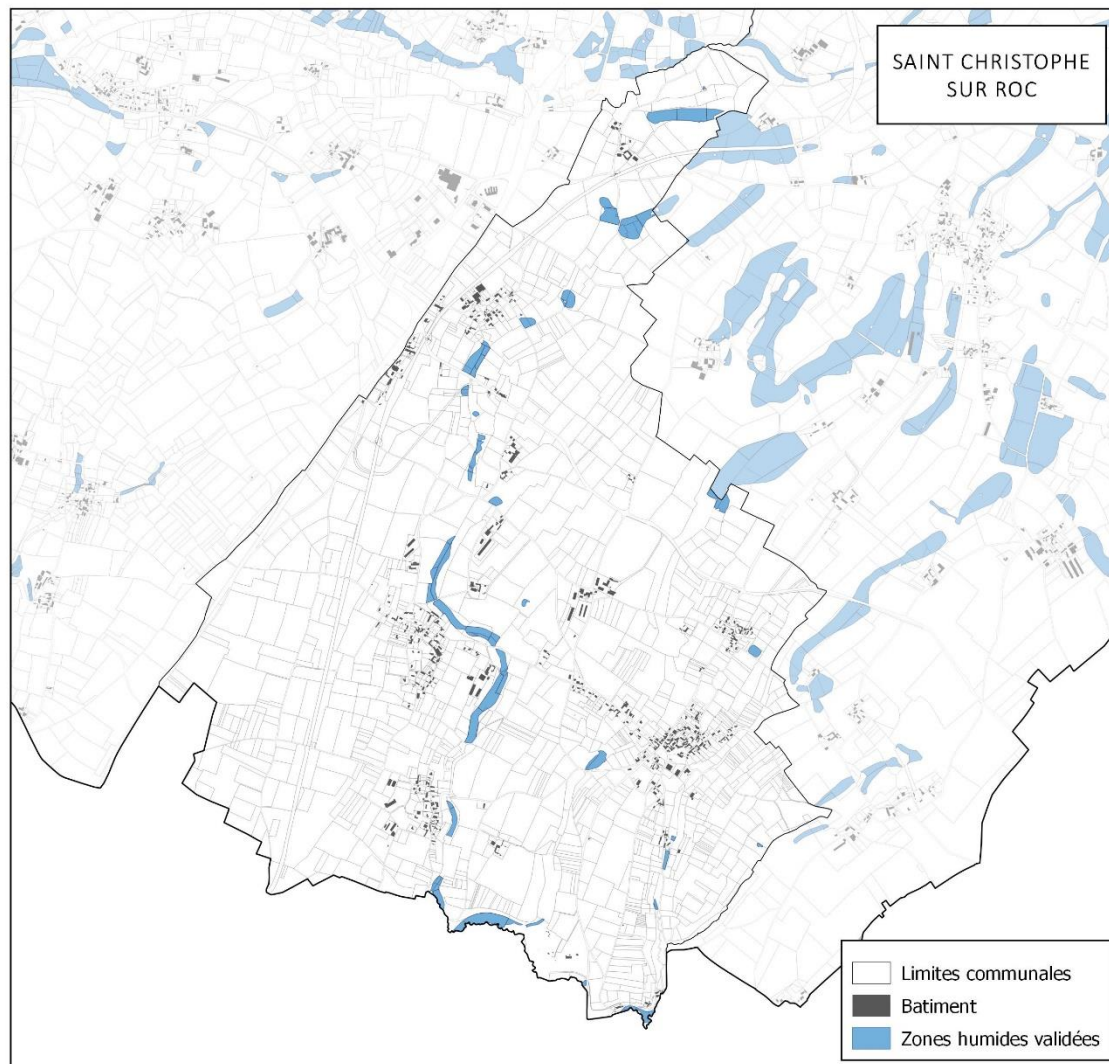 SAINT CHRISTOPHE
SUR ROC
Limites communales
Batiment
Zones humides validées